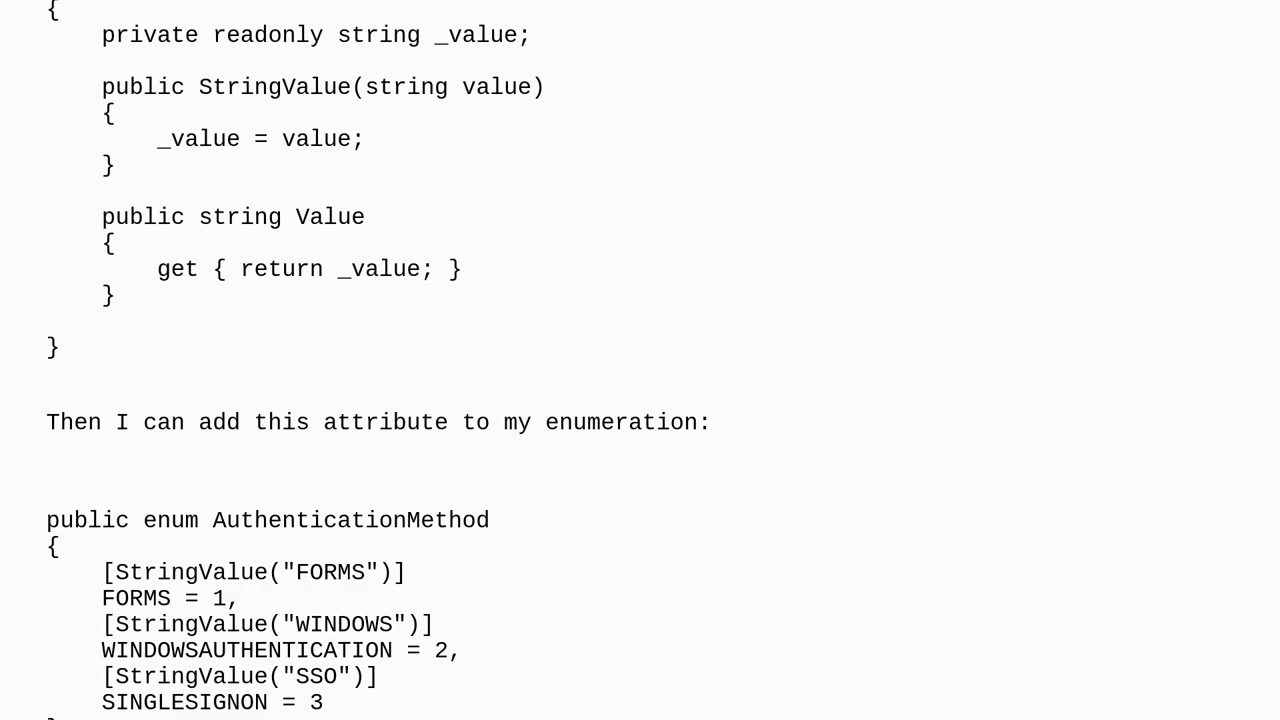 {
    private readonly string _value;
    public StringValue(string value)
    {
        _value = value;
    }
    public string Value
    {
        get { return _value; }
    }
}
Then I can add this attribute to my enumeration:
public enum AuthenticationMethod
{
    [StringValue("FORMS")]
    FORMS = 1,
    [StringValue("WINDOWS")]
    WINDOWSAUTHENTICATION = 2,
    [StringValue("SSO")]
    SINGLESIGNON = 3
}